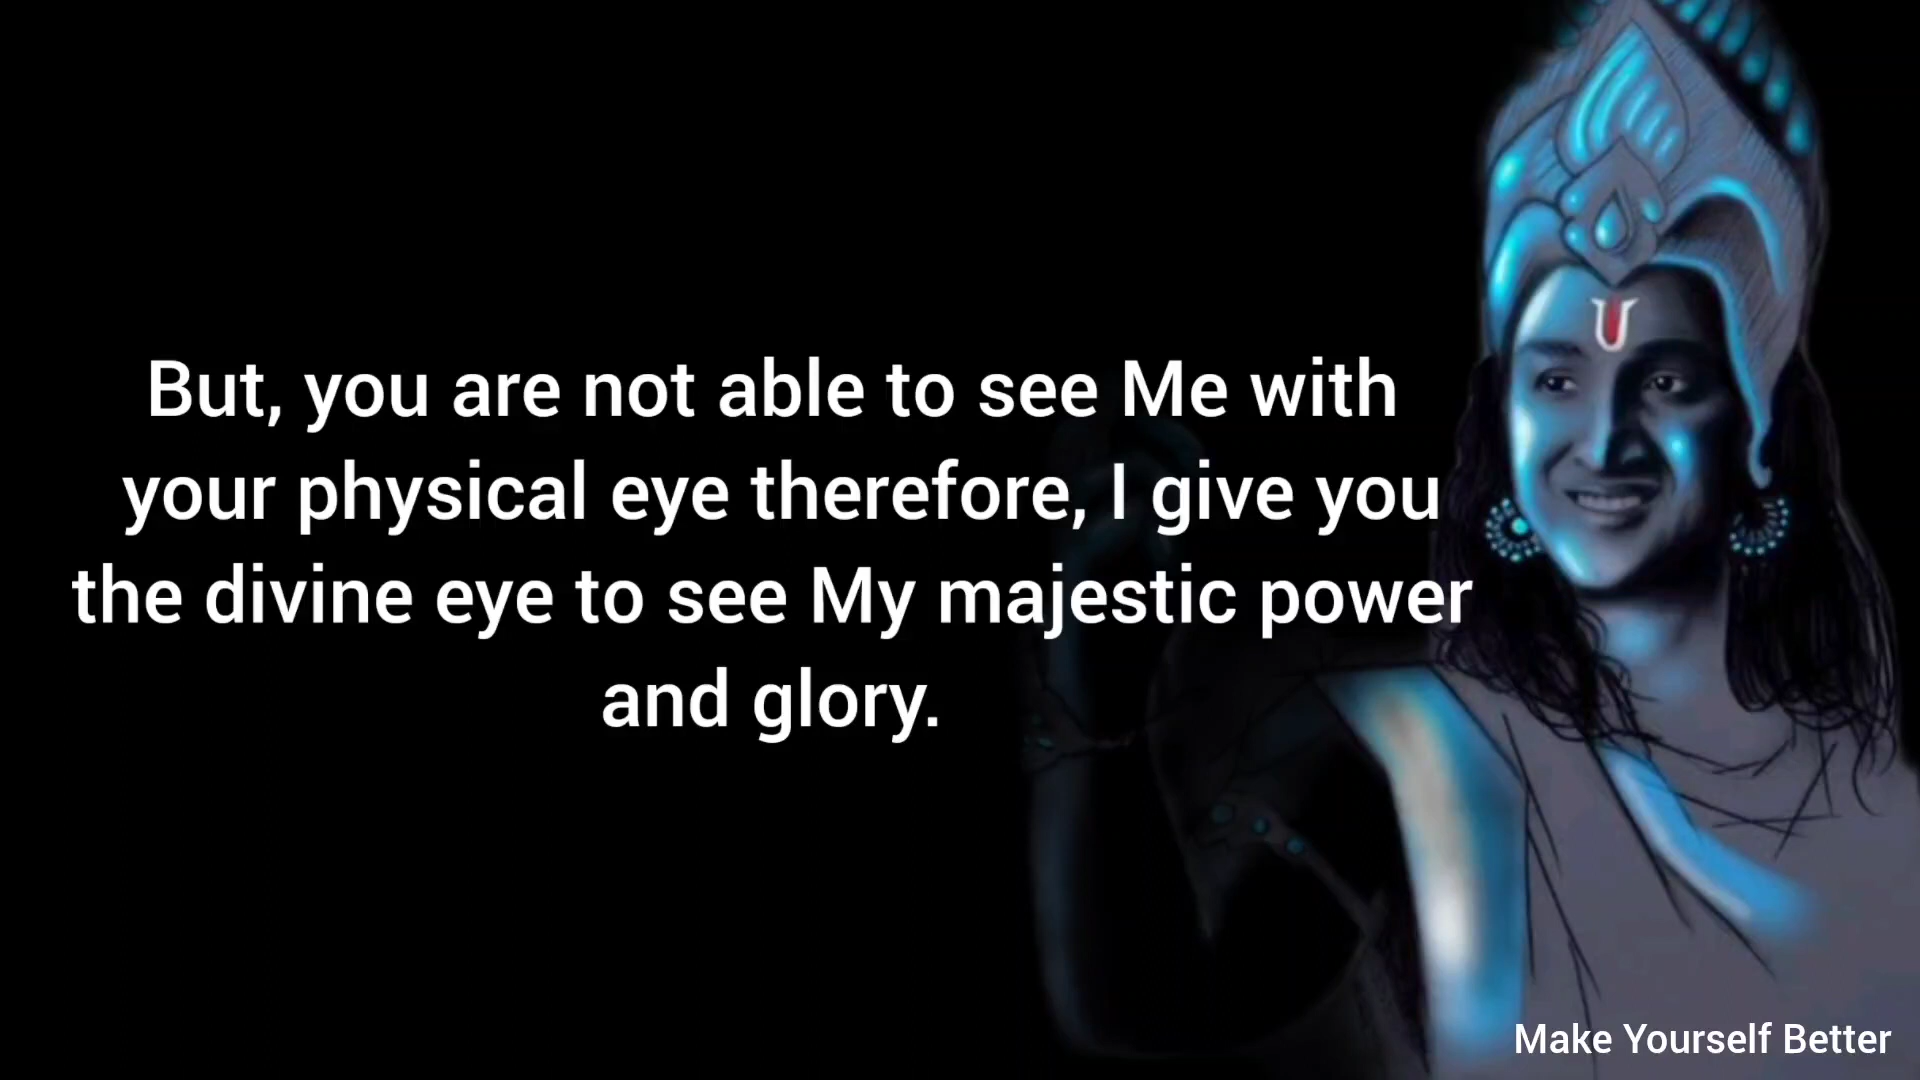 But, you are not able to see Me with
your physical eye therefore, I give you
the divine eye to see My majestic power
and glory.
Make Yourself Better